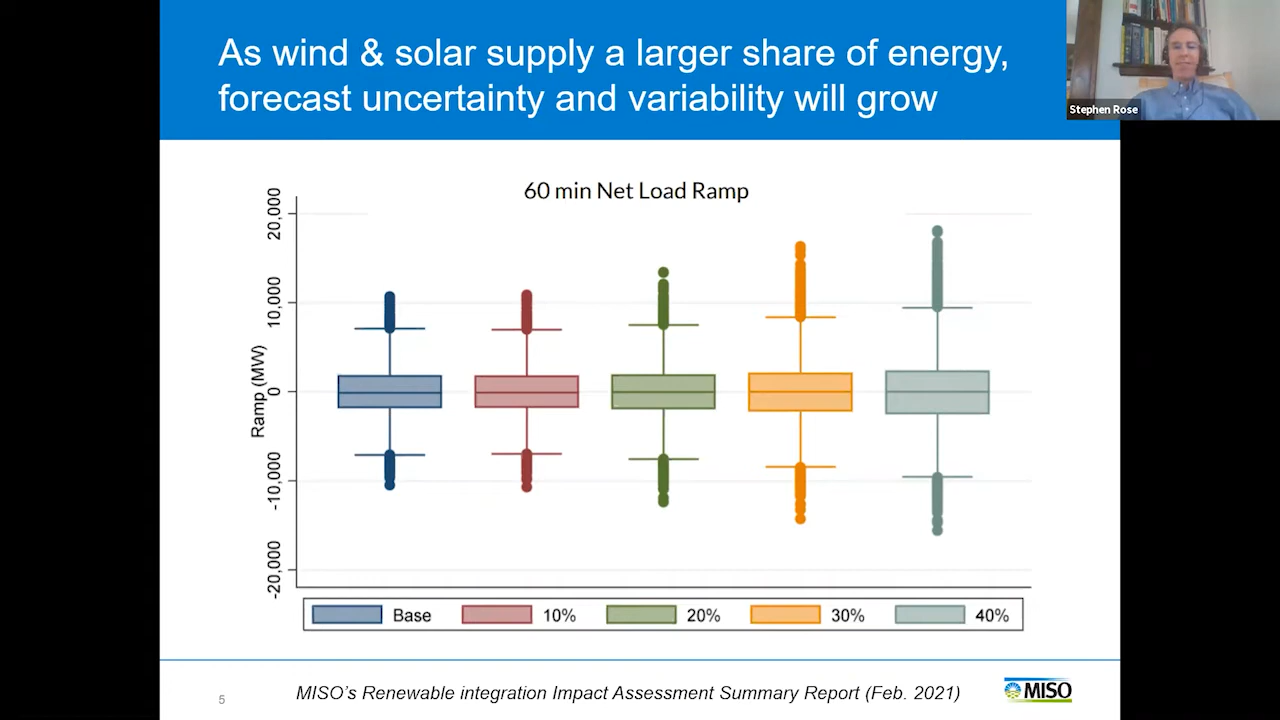 As wind & solar supply a larger share of energy,
forecast uncertainty and variability will grow
Stephen Rose
60 min Net Load Ramp
Ramp (MW)
20,000
10,000
0
-10,000
-20,000
Base 10% 20% 30% 40%
5
MISO's Renewable integration Impact Assessment Summary Report (Feb. 2021)
MISO